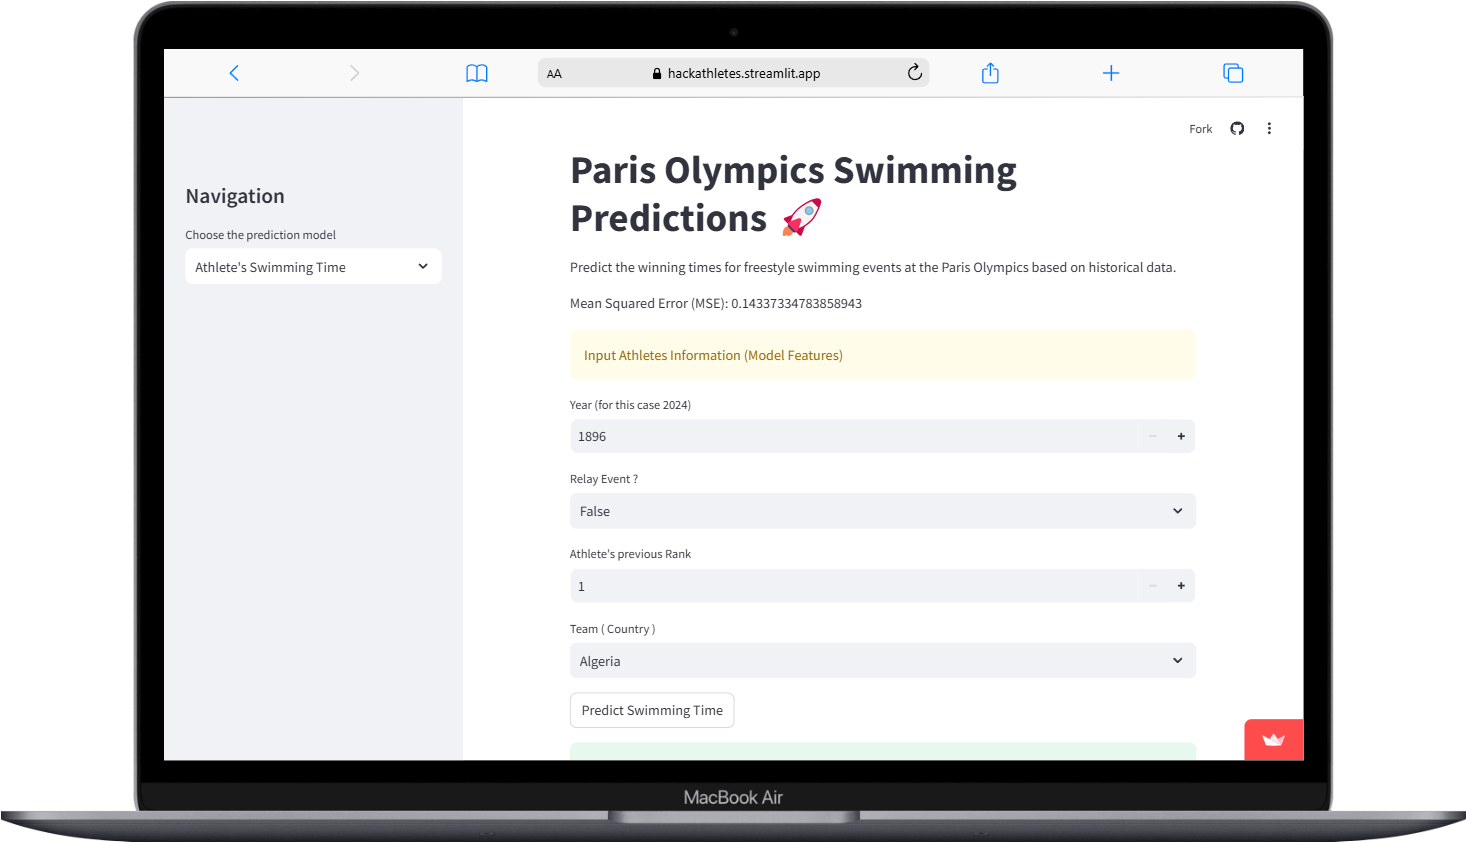 AA hackathletes.streamlit.app
Fork
Navigation
Choose the prediction model
Athlete's Swimming Time
Paris Olympics Swimming
Predictions 🚀
Predict the winning times for freestyle swimming events at the Paris Olympics based on historical data.
Mean Squared Error (MSE): 0.14337334783858943
Input Athletes Information (Model Features)
Year (for this case 2024)
1896
Relay Event ?
False
Athlete's previous Rank
1
Team ( Country )
Algeria
Predict Swimming Time
MacBook Air